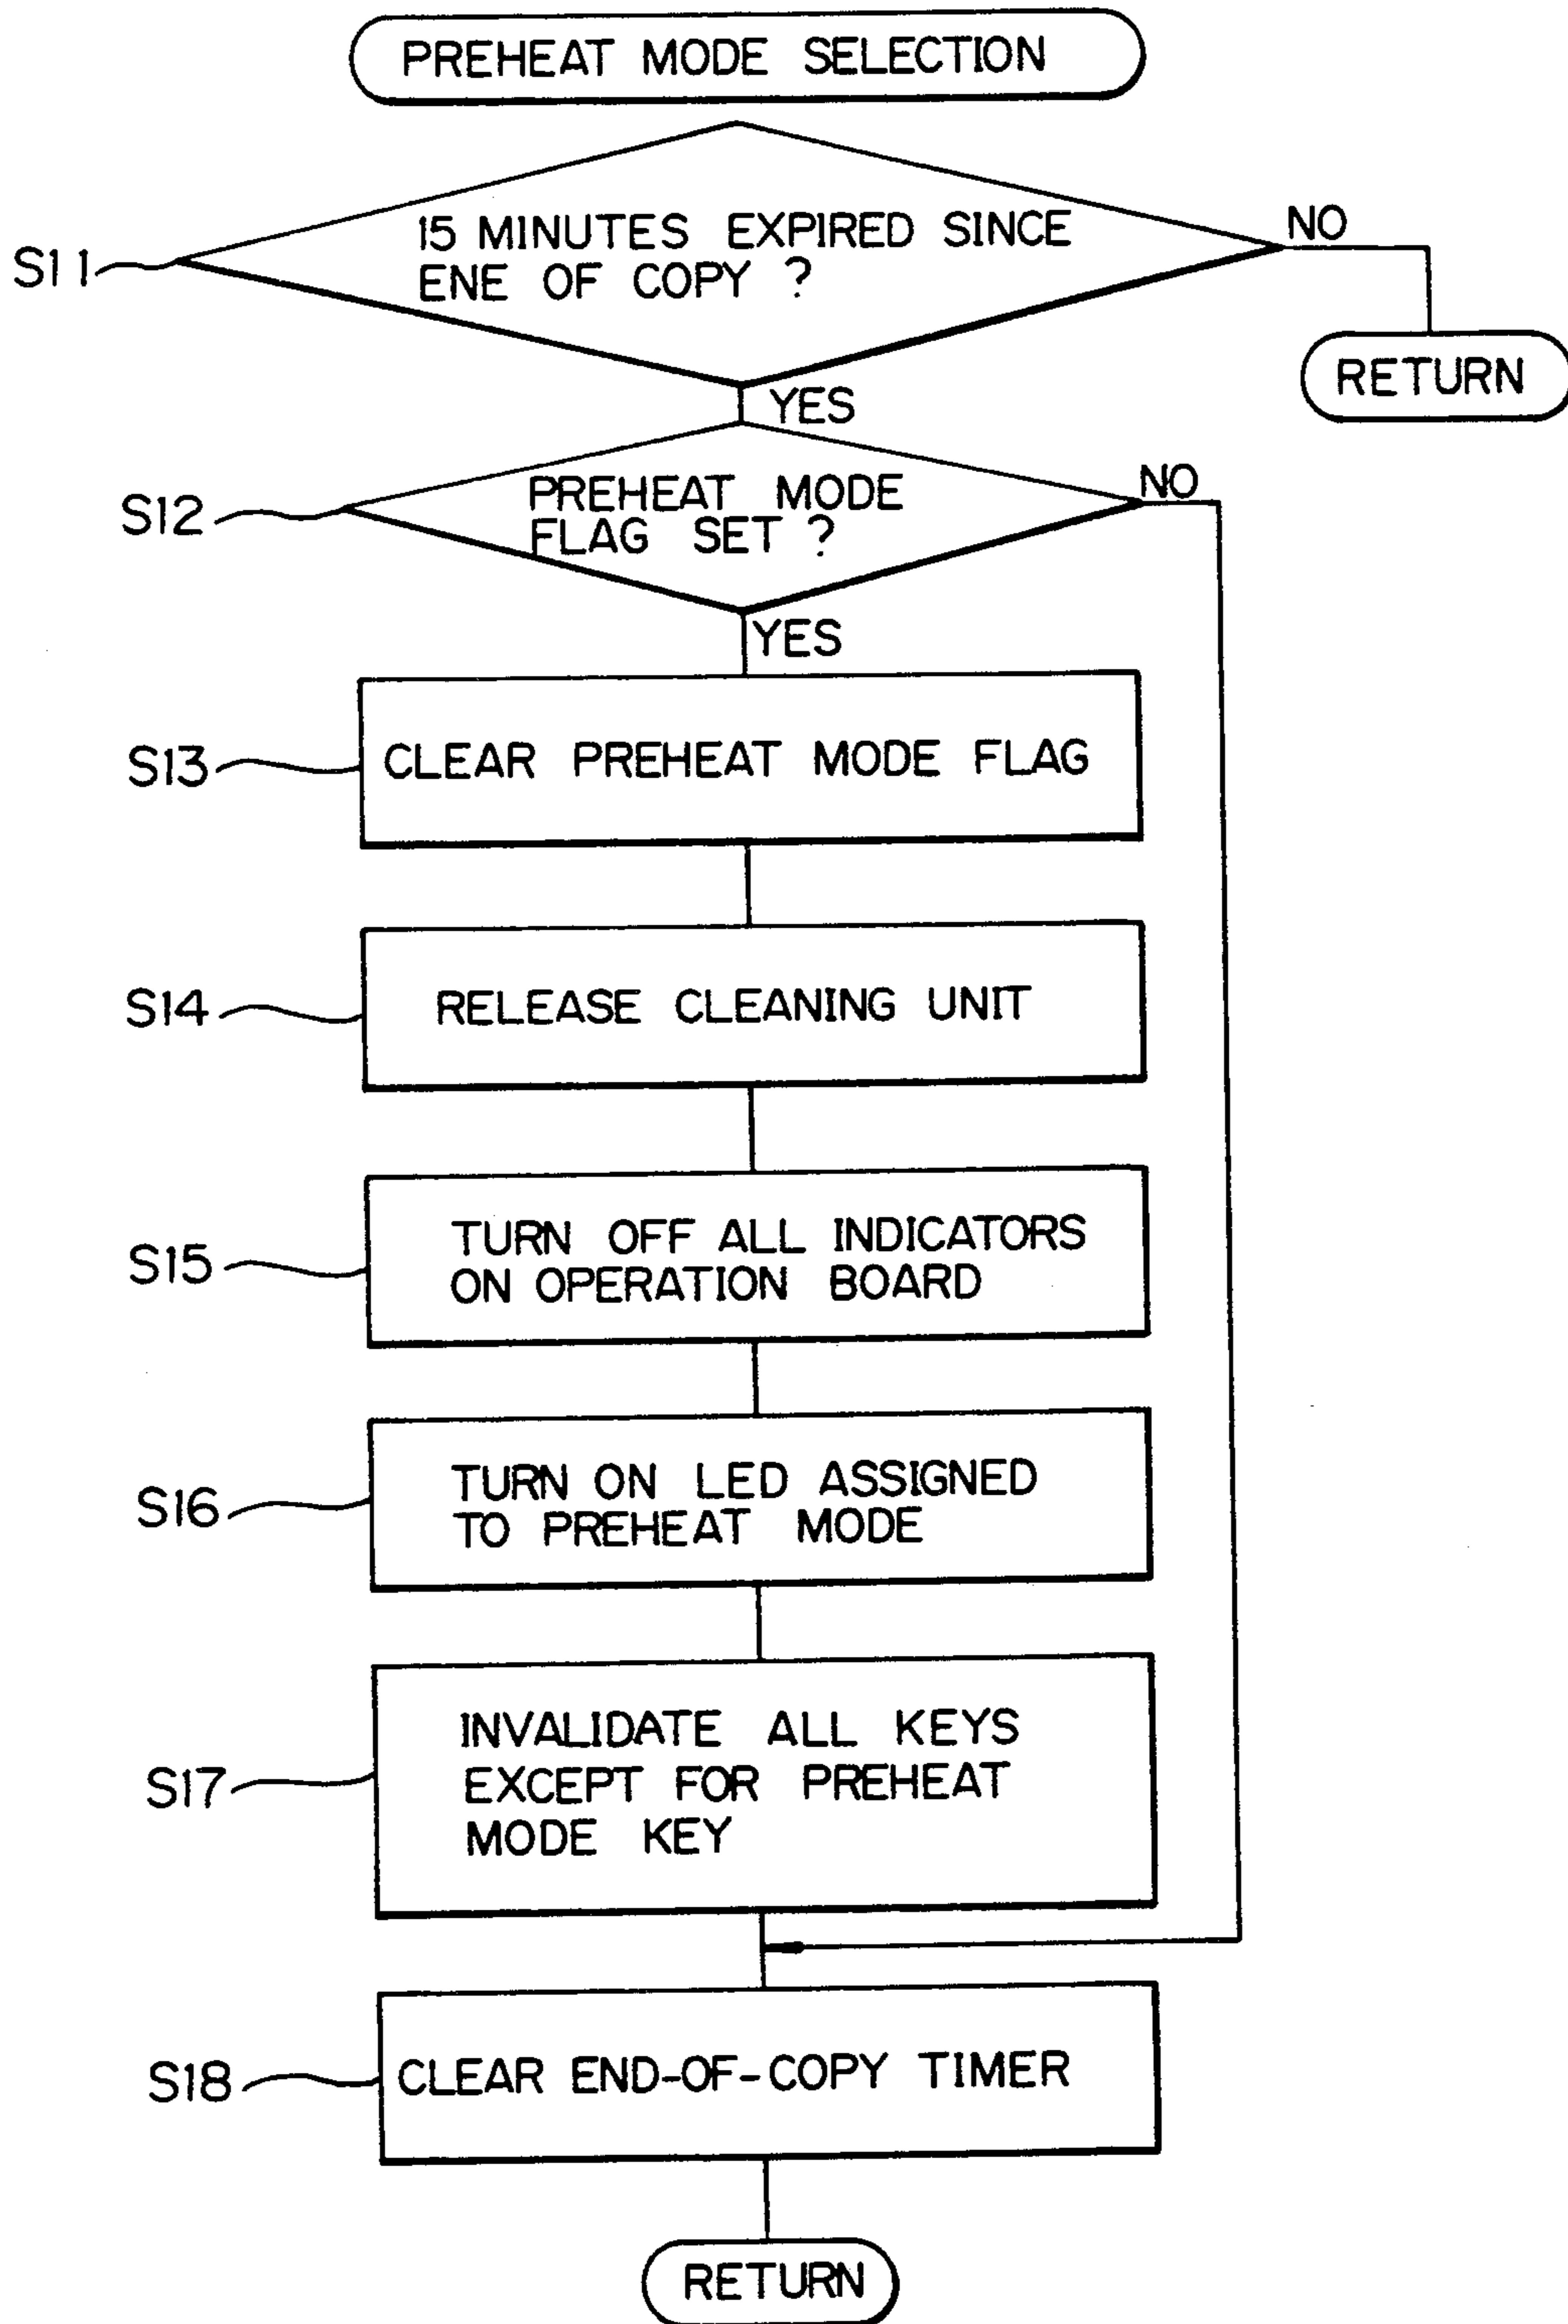 PREHEAT MODE SELECTION
S11
15 MINUTES EXPIRED SINCE
ENE OF COPY ?
NO
RETURN
YES
S12
PREHEAT MODE
FLAG SET ?
NO
YES
S13
CLEAR PREHEAT MODE FLAG
S14
RELEASE CLEANING UNIT
S15
TURN OFF ALL INDICATORS
ON OPERATION BOARD
S16
TURN ON LED ASSIGNED
TO PREHEAT MODE
S17
INVALIDATE ALL KEYS
EXCEPT FOR PREHEAT
MODE KEY
S18
CLEAR END-OF-COPY TIMER
RETURN